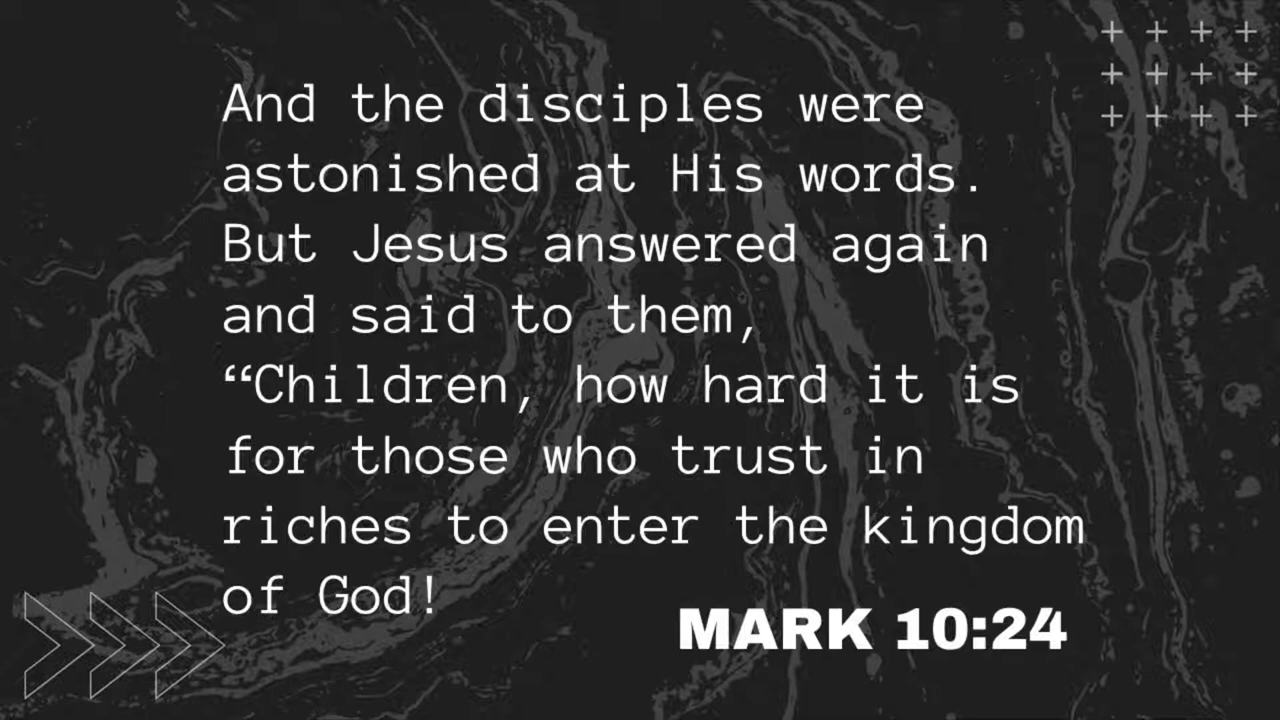 And the disciples were
astonished at His words.
But Jesus answered again
and said to them,
“Children, how hard it is
for those who trust in
riches to enter the kingdom
of God!
MARK 10:24